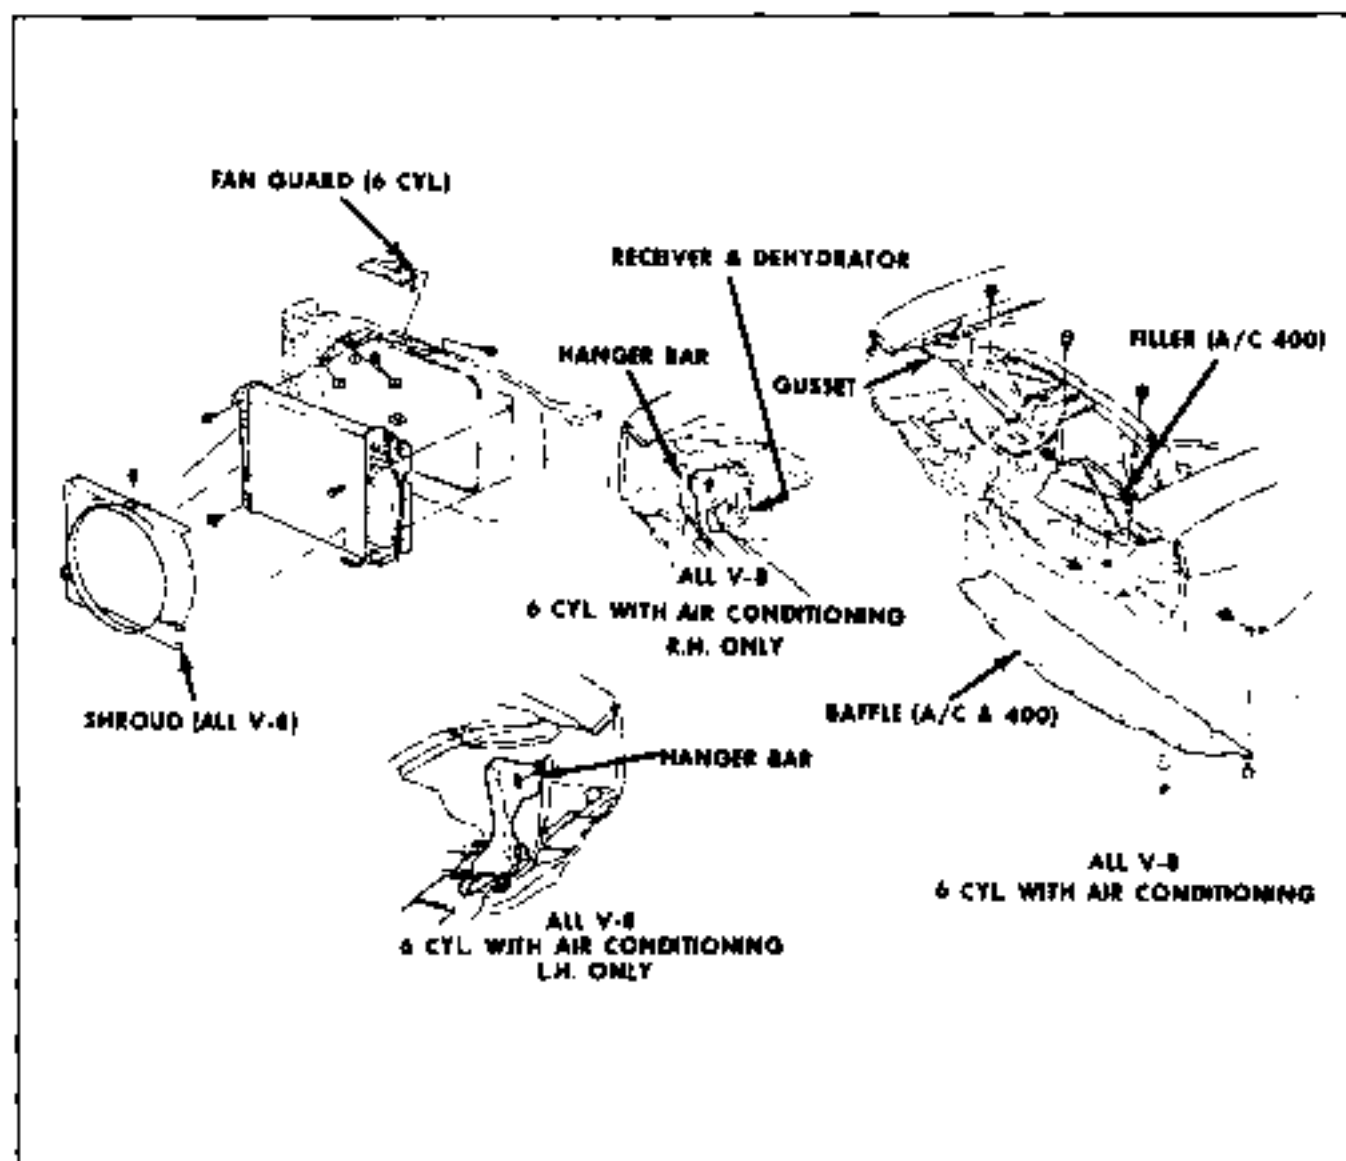 FAN GUARD (6 CYL)
RECEIVER & DEHYDRATOR
HANGER BAR
GUSSET
FILLER (A/C 400)
ALL V-8
6 CYL. WITH AIR CONDITIONING
R.H. ONLY
SHROUD (ALL V-8)
BAFFLE (A/C & 400)
HANGER BAR
ALL V-8
6 CYL. WITH AIR CONDITIONING
ALL V-8
6 CYL. WITH AIR CONDITIONING
L.H. ONLY